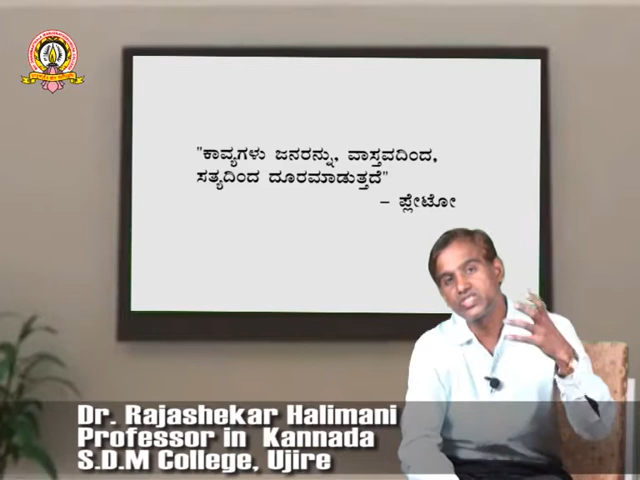 "ಕಾವ್ಯಗಳು ಜನರನ್ನು, ವಾಸ್ತವದಿಂದ,
ಸತ್ಯದಿಂದ ದೂರಮಾಡುತ್ತದೆ"
– ಪ್ಲೇಟೋ
Dr. Rajashekar Halimani
Professor in Kannada
S.D.M College, Ujire